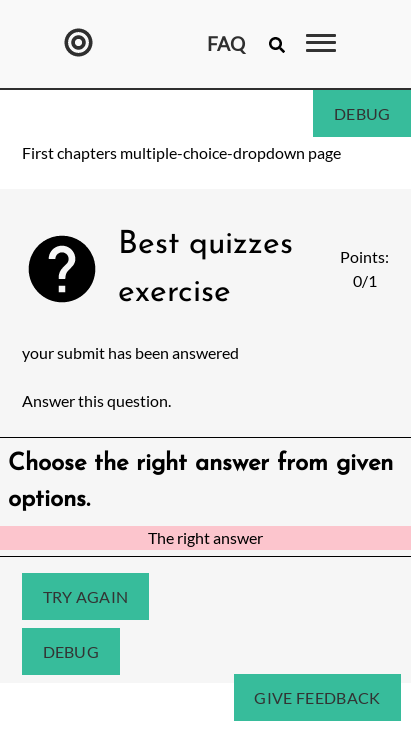 FAQ
DEBUG
First chapters multiple-choice-dropdown page
Best quizzes
exercise
Points:
0/1
your submit has been answered
Answer this question.
Choose the right answer from given
options.
The right answer
TRY AGAIN
DEBUG
GIVE FEEDBACK